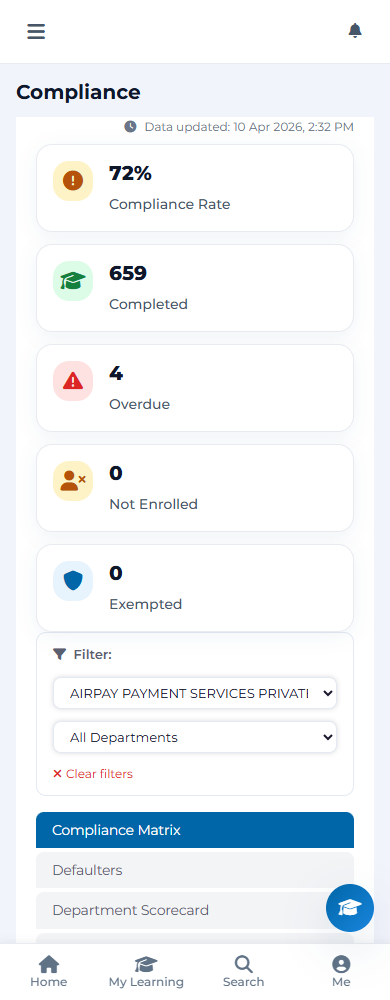 Compliance
Data updated: 10 Apr 2026, 2:32 PM
72%
Compliance Rate
659
Completed
4
Overdue
0
Not Enrolled
0
Exempted
Filter:
AIRPAY PAYMENT SERVICES PRIVATI
All Departments
× Clear filters
Compliance Matrix
Defaulters
Department Scorecard
Home
My Learning
Search
Me